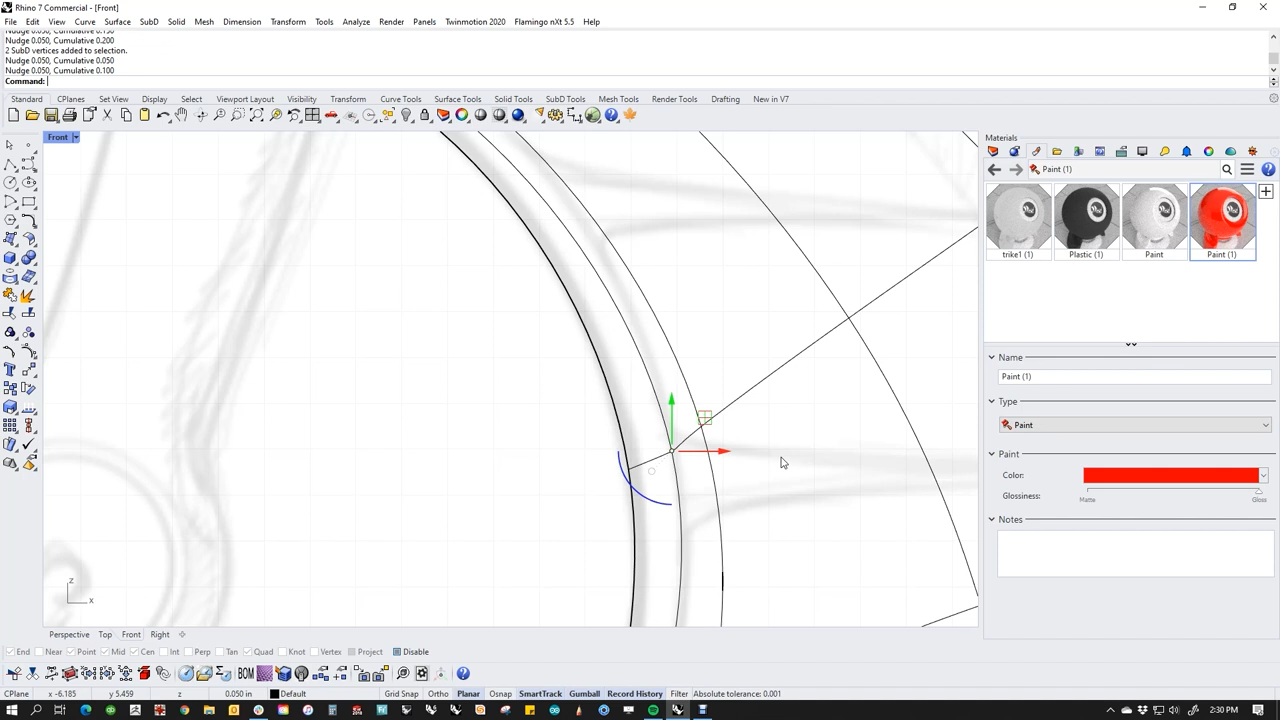 Rhino 7 Commercial - [Front]
File Edit View Curve Surface SubD Solid Mesh Dimension Transform Tools Analyze Render Panels Twinmotion 2020 Flamingo nXt 5.5 Help
Nudge 0.050, Cumulative 0.150
Nudge 0.050, Cumulative 0.200
2 SubD vertices added to selection.
Nudge 0.050, Cumulative 0.050
Nudge 0.050, Cumulative 0.100
Command:
Standard CPlanes Set View Display Select Viewport Layout Visibility Transform Curve Tools Surface Tools Solid Tools SubD Tools Mesh Tools Render Tools Drafting New in V7
Front
Materials
Paint (1)
trike1 (1) Plastic (1) Paint Paint (1)
Name
Paint (1)
Type
Paint
Paint
Color:
Glossiness:
Matte Gloss
Notes
z
x
Perspective Top Front Right
End Near Point Mid Cen Int Perp Tan Quad Knot Vertex Project Disable
BOM
CPlane x -6.185 y 5.459 z 0.050 in Default Grid Snap Ortho Planar Osnap SmartTrack Gumball Record History Filter Absolute tolerance: 0.001
2:30 PM